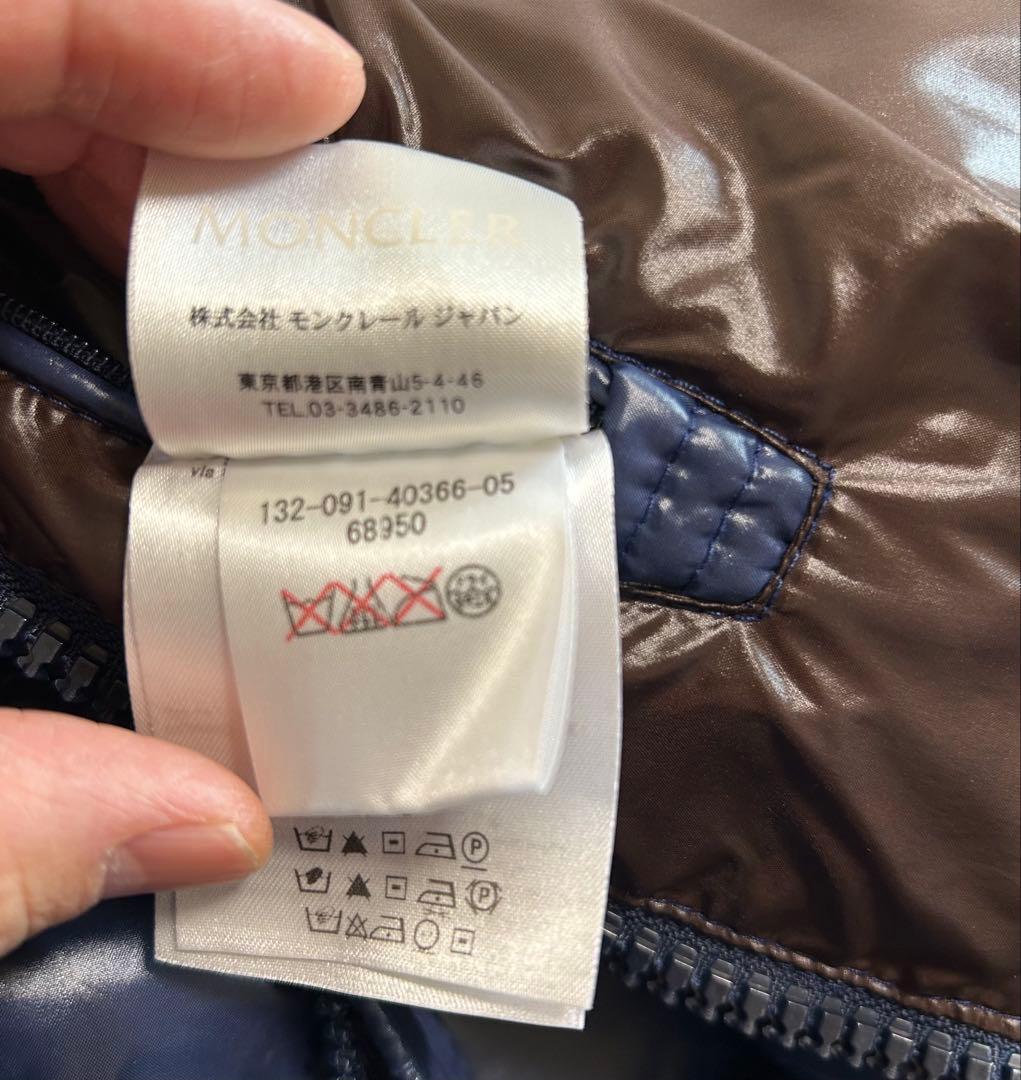 MONCLER
株式会社 モンクレール ジャパン
東京都港区南青山5-4-46
TEL.03-3486-2110
132-091-40366-05
68950
P
P